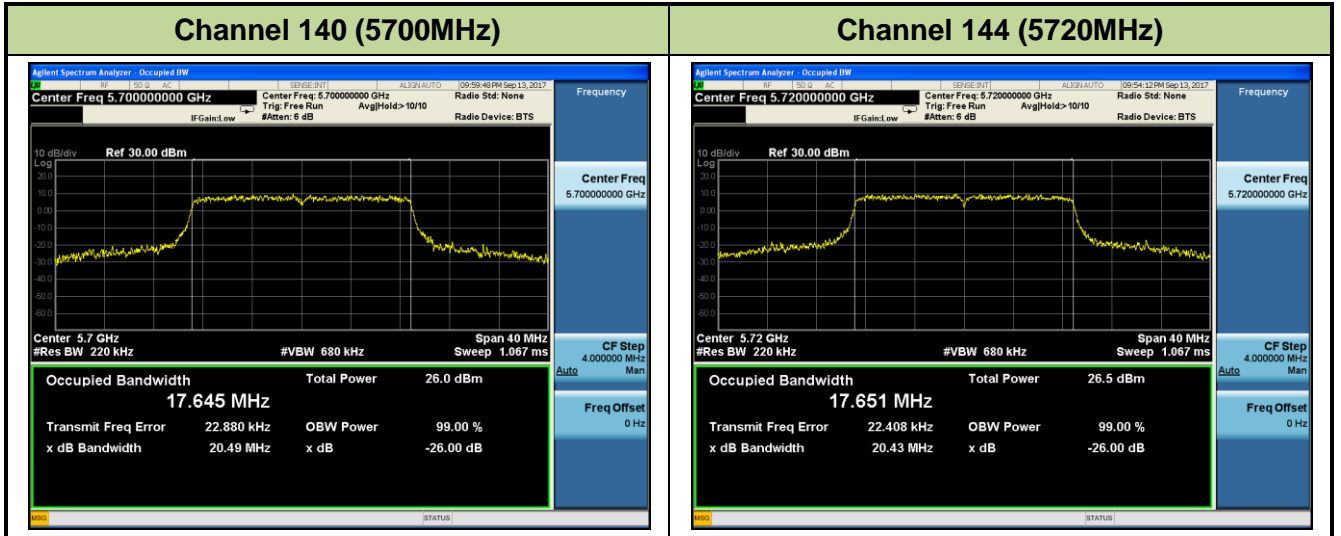 Channel 140 (5700MHz)
Agilent Spectrum Analyzer - Occupied BW
RF 50 Ω AC SENSE:INT ALIGN AUTO 09:59:48 PM Sep 13, 2017
Center Freq 5.700000000 GHz
Center Freq: 5.700000000 GHz
Radio Std: None
Trig: Free Run Avg|Hold:> 10/10
IFGain:Low #Atten: 6 dB Radio Device: BTS
10 dB/div Ref 30.00 dBm
Log
20.0
10.0
0.00
-10.0
-20.0
-30.0
-40.0
-50.0
-60.0
Center 5.7 GHz Span 40 MHz
#Res BW 220 kHz #VBW 680 kHz Sweep 1.067 ms
Occupied Bandwidth Total Power 26.0 dBm
17.645 MHz
Transmit Freq Error 22.880 kHz OBW Power 99.00 %
x dB Bandwidth 20.49 MHz x dB -26.00 dB
Frequency
Center Freq
5.700000000 GHz
CF Step
4.000000 MHz
Auto Man
Freq Offset
0 Hz
MSG STATUS
Channel 144 (5720MHz)
Agilent Spectrum Analyzer - Occupied BW
RF 50 Ω AC SENSE:INT ALIGN AUTO 09:54:12 PM Sep 13, 2017
Center Freq 5.720000000 GHz
Center Freq: 5.720000000 GHz
Radio Std: None
Trig: Free Run Avg|Hold:> 10/10
IFGain:Low #Atten: 6 dB Radio Device: BTS
10 dB/div Ref 30.00 dBm
Log
20.0
10.0
0.00
-10.0
-20.0
-30.0
-40.0
-50.0
-60.0
Center 5.72 GHz Span 40 MHz
#Res BW 220 kHz #VBW 680 kHz Sweep 1.067 ms
Occupied Bandwidth Total Power 26.5 dBm
17.651 MHz
Transmit Freq Error 22.408 kHz OBW Power 99.00 %
x dB Bandwidth 20.43 MHz x dB -26.00 dB
Frequency
Center Freq
5.720000000 GHz
CF Step
4.000000 MHz
Auto Man
Freq Offset
0 Hz
MSG STATUS